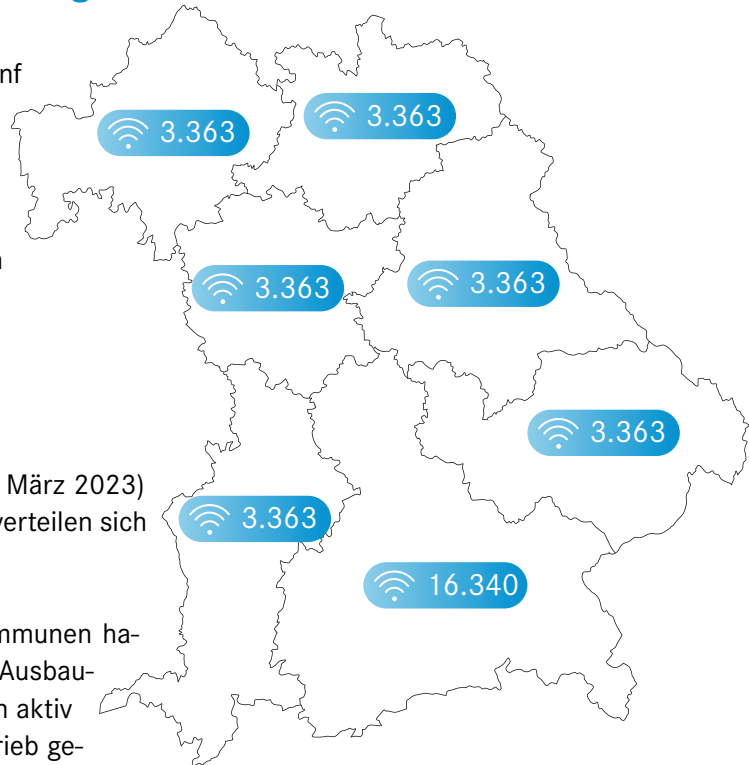 g
nf
3.363
3.363
3.363
3.363
3.363
März 2023)
verteilen sich
3.363
16.340
mmunen ha-
Ausbau-
n aktiv
rieb ge-